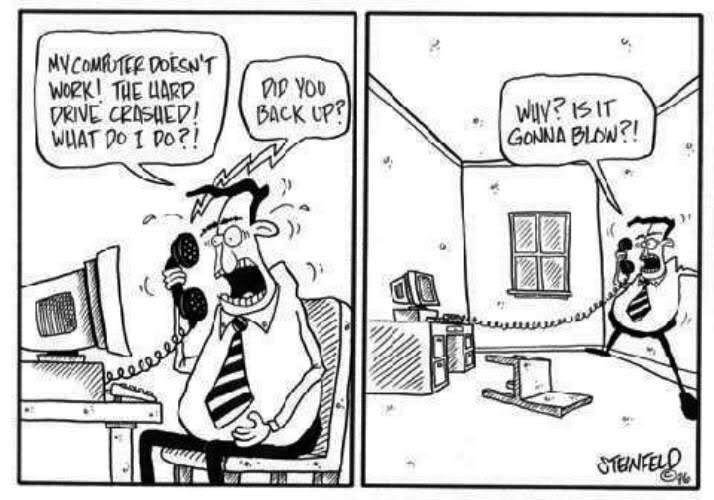 MY COMPUTER DOESN'T
WORK! THE HARD
DRIVE CRASHED!
WHAT DO I DO?!
DID YOU
BACK UP?
WHY? IS IT
GONNA BLOW?!
STEINFELD
©96